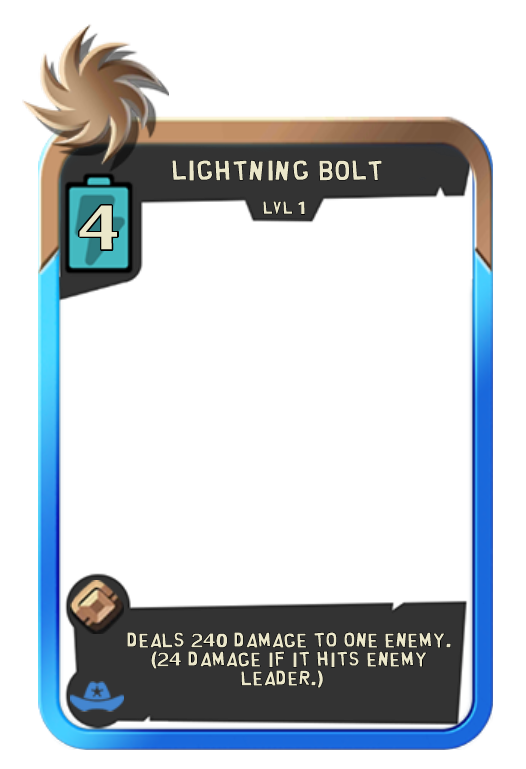 LIGHTNING BOLT
LVL 1
4
DEALS 240 DAMAGE TO ONE ENEMY.
(24 DAMAGE IF IT HITS ENEMY
LEADER.)